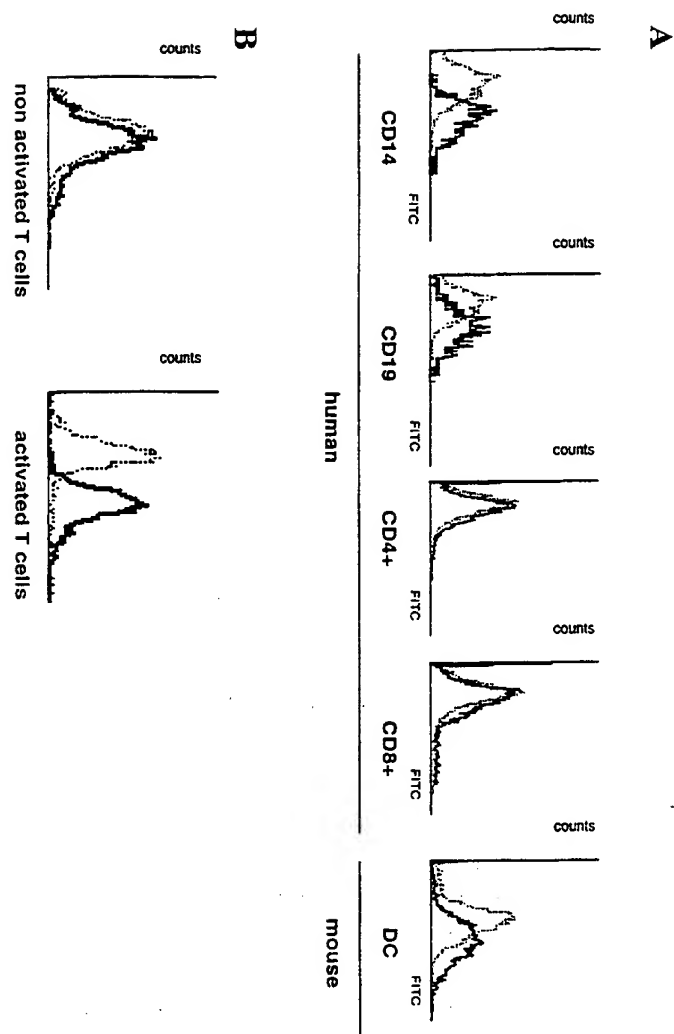 A
counts
FITC
CD14
counts
FITC
CD19
counts
FITC
CD4+
counts
FITC
CD8+
counts
FITC
DC
human
mouse
B
counts
non activated T cells
counts
activated T cells